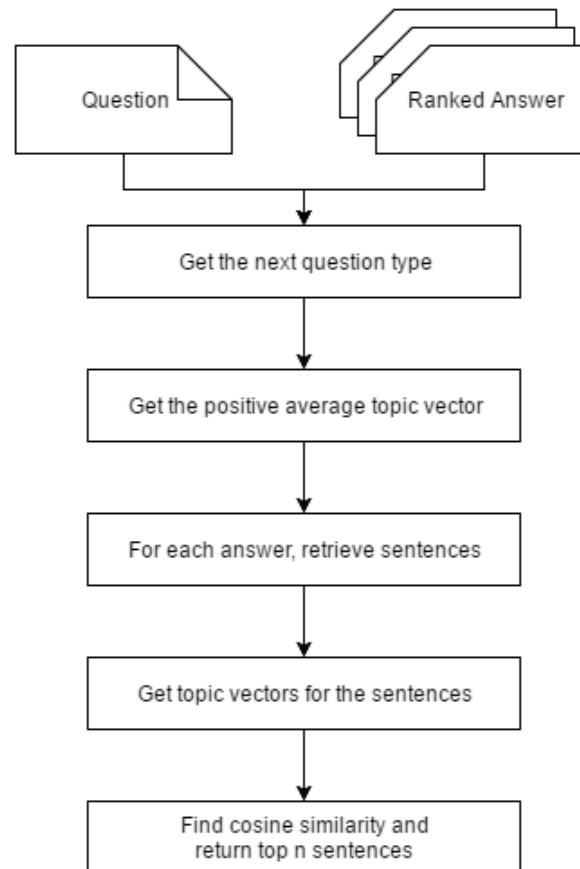 Question
Ranked Answer
Get the next question type
Get the positive average topic vector
For each answer, retrieve sentences
Get topic vectors for the sentences
Find cosine similarity and
return top n sentences